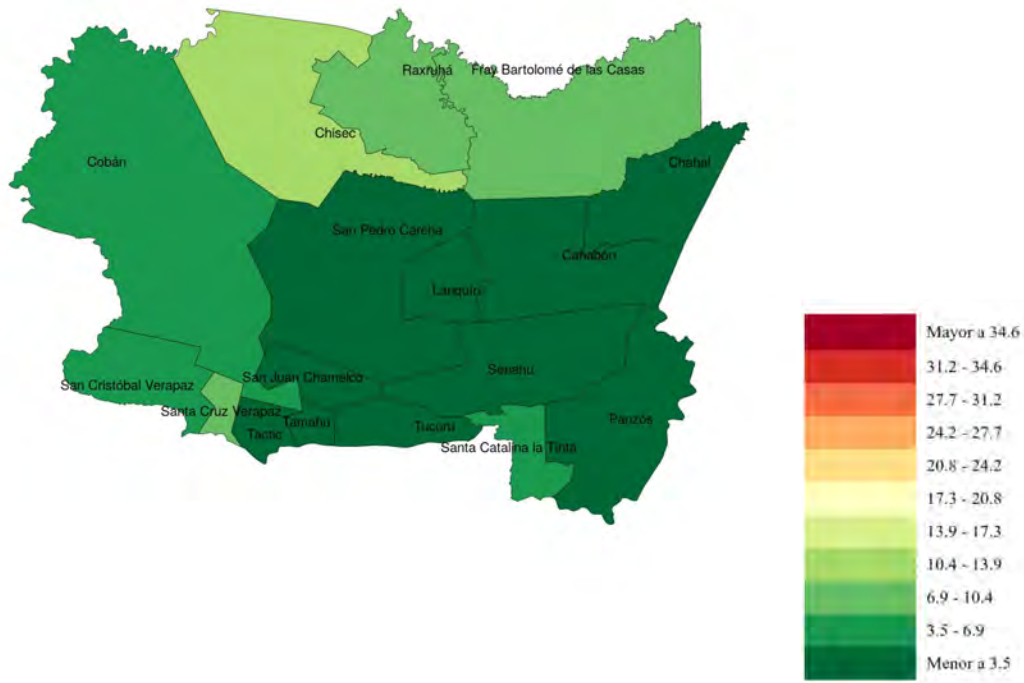 Raxruhá
Fray Bartolomé de las Casas
Chisec
Cobán
Chahal
San Pedro Carcha
Cahabón
Lanquín
Senahú
San Cristóbal Verapaz
San Juan Chamelco
Santa Cruz Verapaz
Tamahú
Tactic
Tucurú
Panzós
Santa Catalina la Tinta
Mayor a 34.6
31.2 - 34.6
27.7 - 31.2
24.2 - 27.7
20.8 - 24.2
17.3 - 20.8
13.9 - 17.3
10.4 - 13.9
6.9 - 10.4
3.5 - 6.9
Menor a 3.5